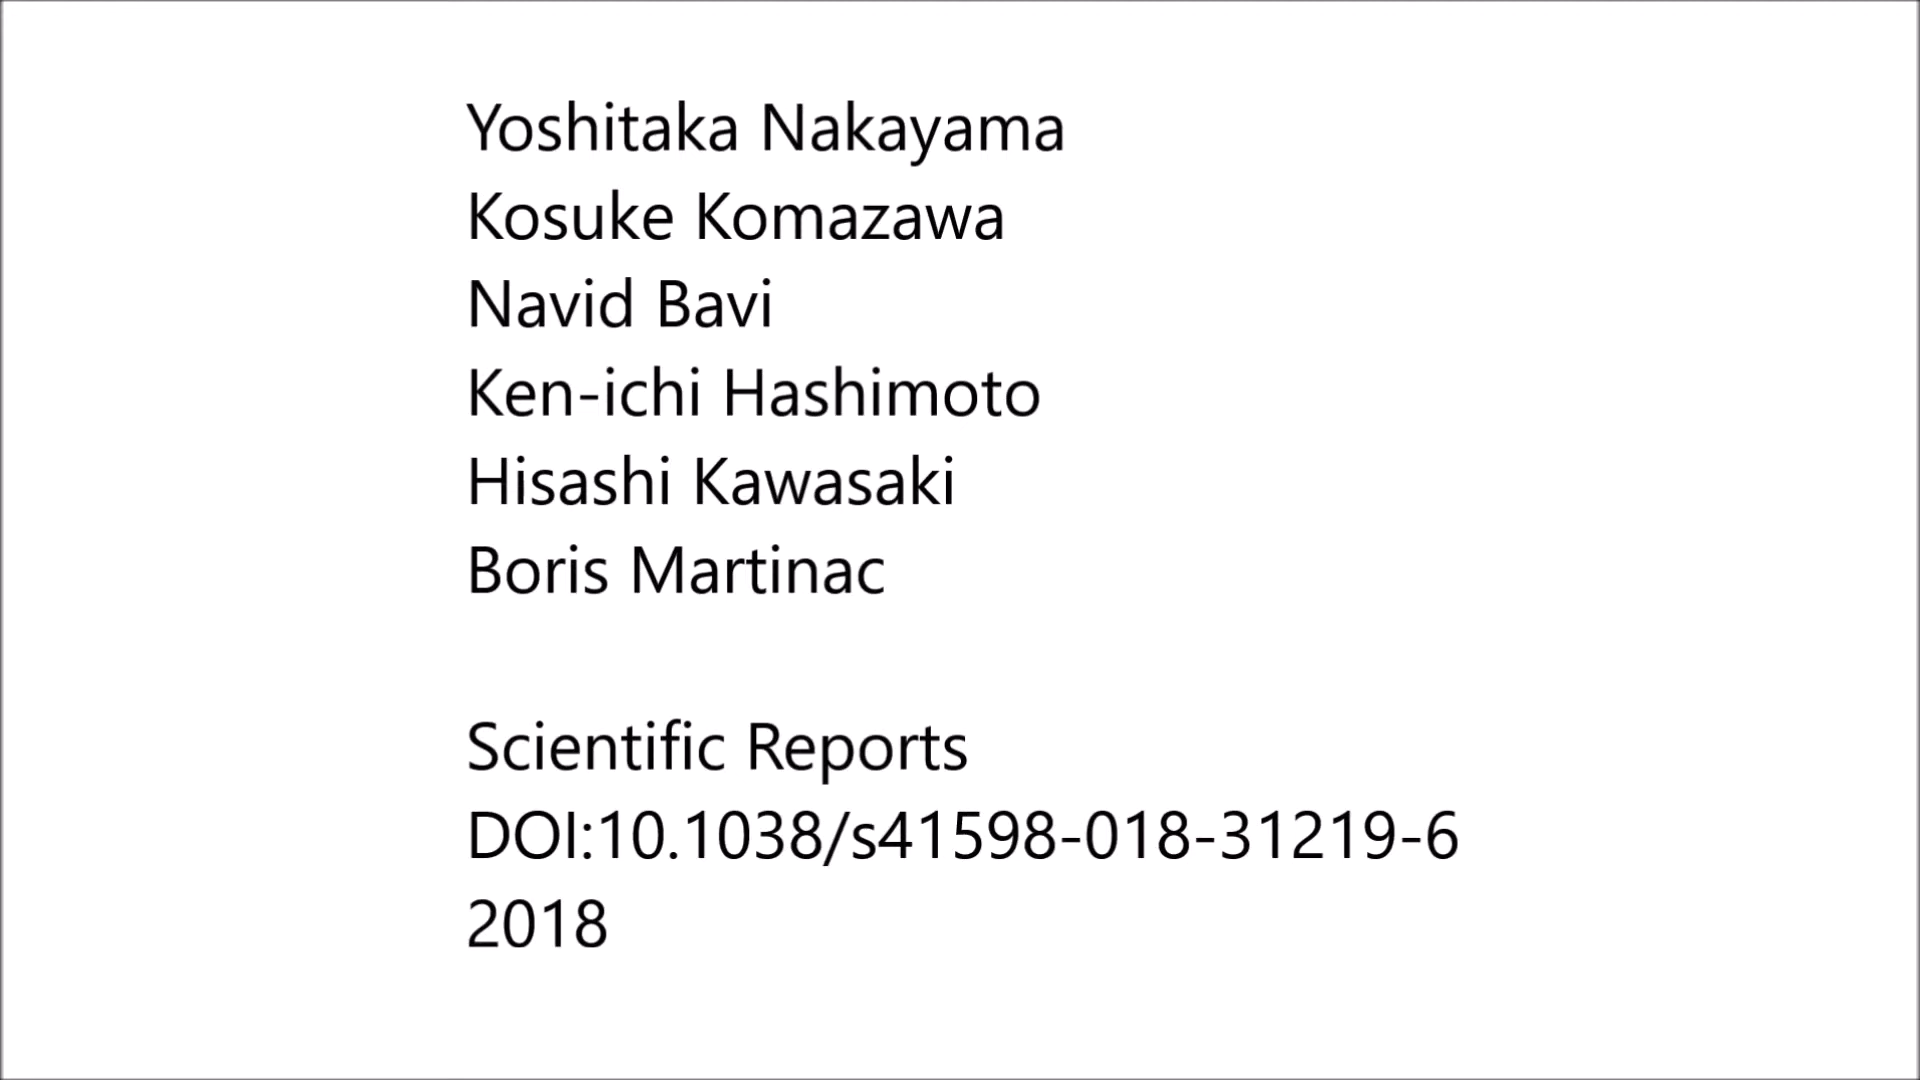 Yoshitaka Nakayama
Kosuke Komazawa
Navid Bavi
Ken-ichi Hashimoto
Hisashi Kawasaki
Boris Martinac
Scientific Reports
DOI:10.1038/s41598-018-31219-6
2018